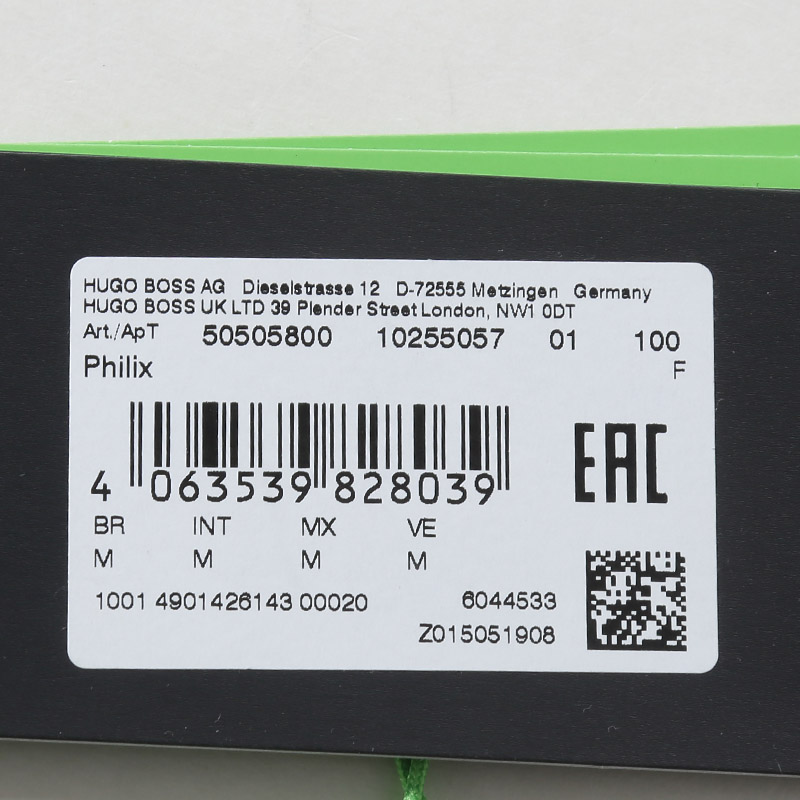 HUGO BOSS AG Dieselstrasse 12 D-72555 Metzingen Germany
HUGO BOSS UK LTD 39 Plender Street London, NW1 0DT
Art./ApT 50505800 10255057 01 100
Philix F
4 063539 828039
EAC
BR INT MX VE
M M M M
1001 4901426143 00020 6044533
Z015051908